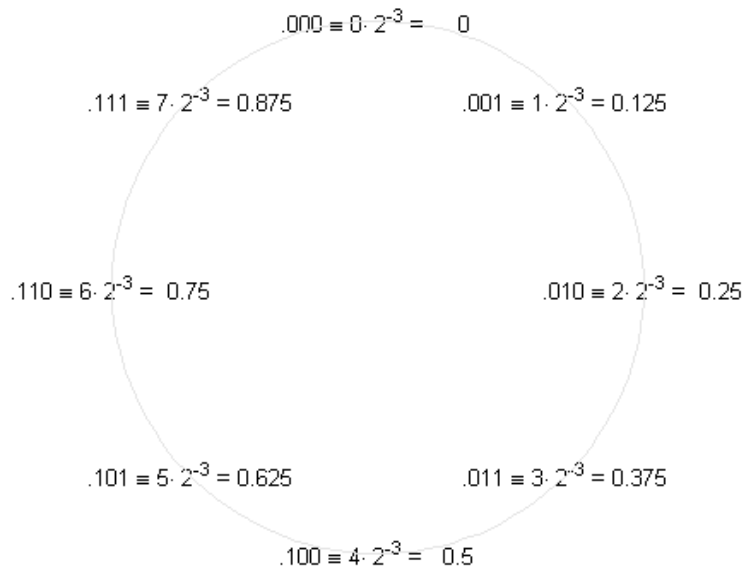 .000 ≡ 0· 2⁻³ = 0
.111 ≡ 7· 2⁻³ = 0.875
.001 ≡ 1· 2⁻³ = 0.125
.110 ≡ 6· 2⁻³ = 0.75
.010 ≡ 2· 2⁻³ = 0.25
.101 ≡ 5· 2⁻³ = 0.625
.011 ≡ 3· 2⁻³ = 0.375
.100 ≡ 4· 2⁻³ = 0.5